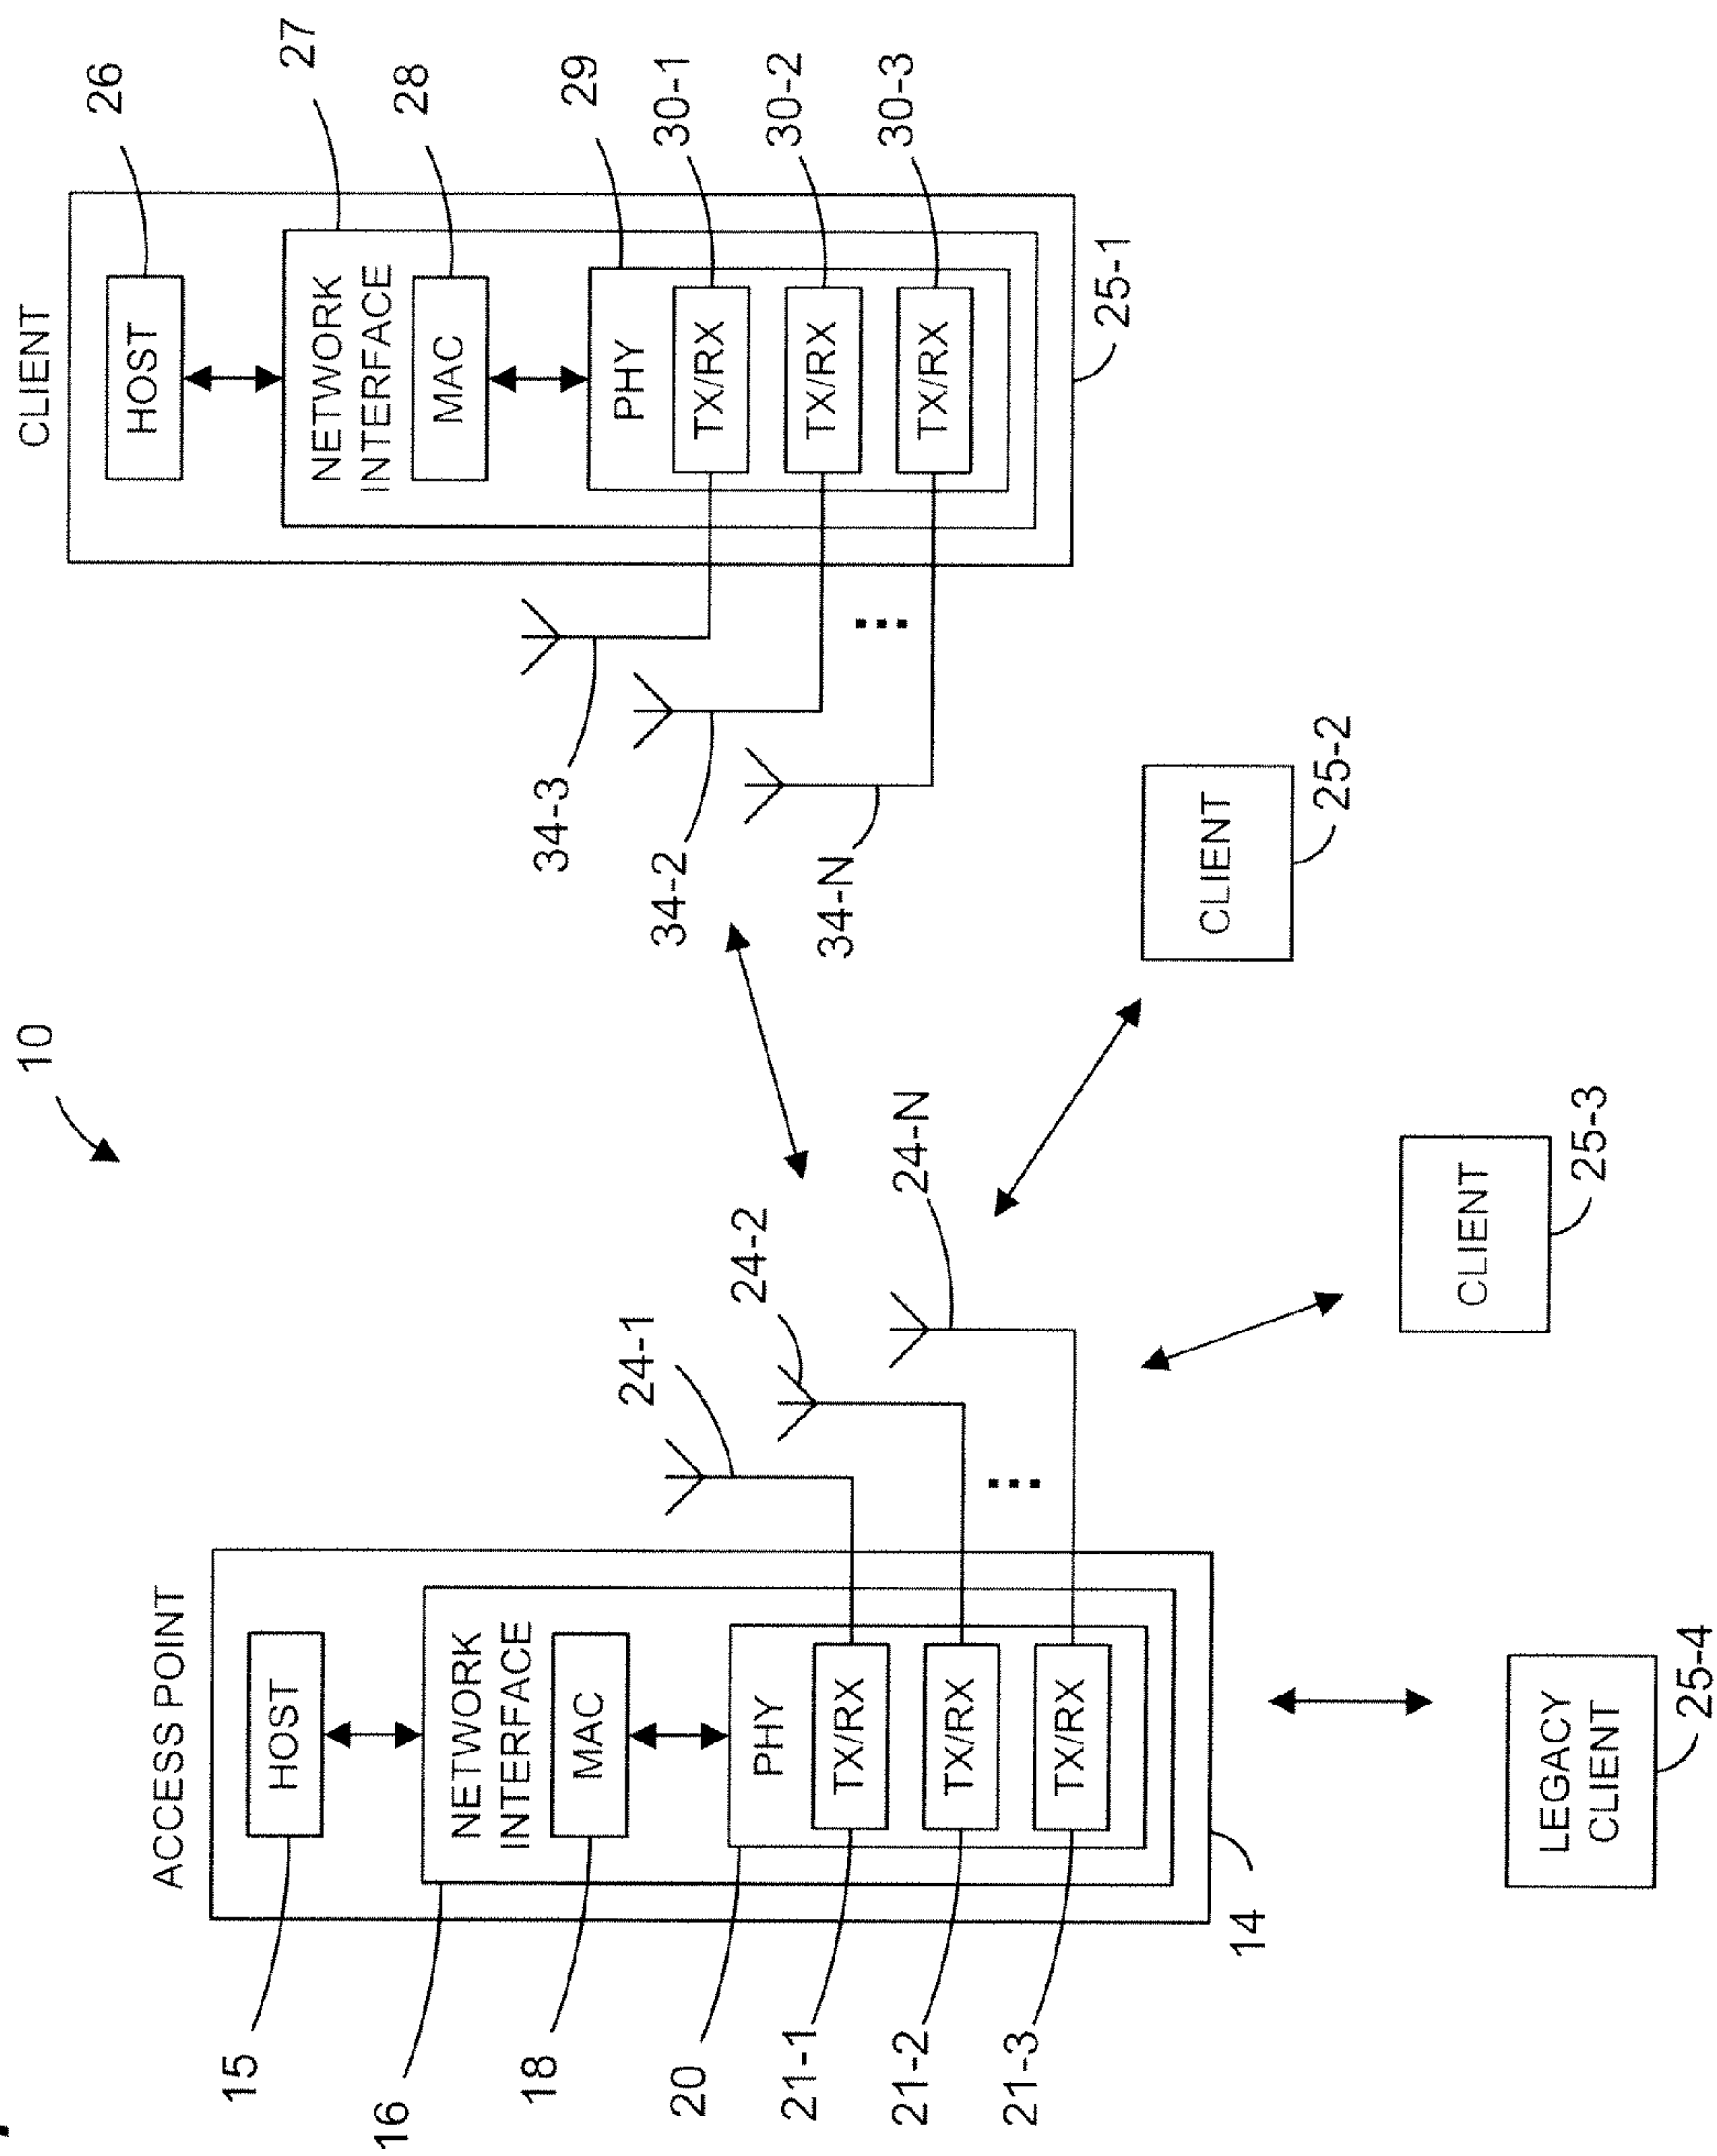 10
ACCESS POINT
HOST
NETWORK
INTERFACE
MAC
PHY
TX/RX
TX/RX
TX/RX
15
16
18
20
21-1
21-2
21-3
14
24-1
24-2
24-N
...
CLIENT
HOST
NETWORK
INTERFACE
MAC
PHY
TX/RX
TX/RX
TX/RX
26
27
28
29
30-1
30-2
30-3
25-1
34-3
34-2
34-N
...
CLIENT
25-2
CLIENT
25-3
LEGACY
CLIENT
25-4